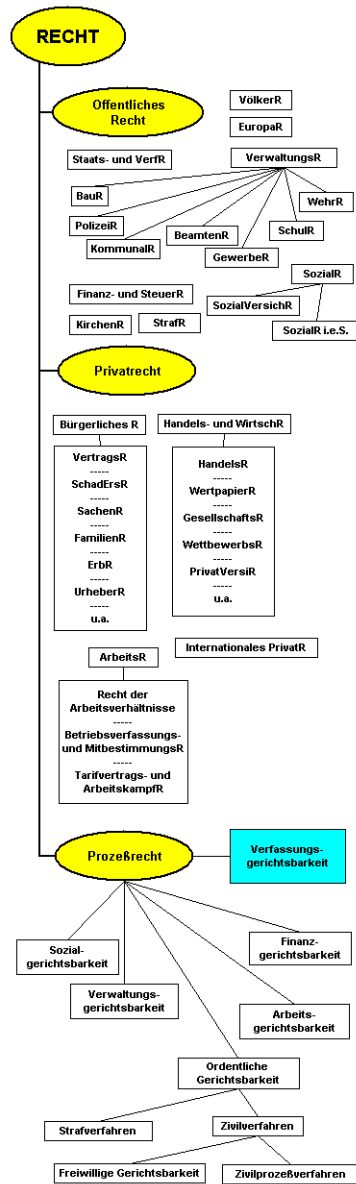 RECHT
Öffentliches
Recht
VölkerR
EuropaR
Staats- und VerfR
VerwaltungsR
BauR
WehrR
PolizeiR
BeamtenR
SchulR
KommunalR
GewerbeR
SozialR
Finanz- und SteuerR
SozialVersichR
KirchenR
StrafR
SozialR i.e.S.
Privatrecht
Bürgerliches R
Handels- und WirtschR
VertragsR
-----
SchadErsR
-----
SachenR
-----
FamilienR
-----
ErbR
-----
UrheberR
-----
u.a.
HandelsR
-----
WertpapierR
-----
GesellschaftsR
-----
WettbewerbsR
-----
PrivatVersiR
-----
u.a.
Internationales PrivatR
ArbeitsR
Recht der
Arbeitsverhältnisse
-----
Betriebsverfassungs-
und MitbestimmungsR
-----
Tarifvertrags- und
ArbeitskampfR
Prozeßrecht
Verfassungs-
gerichtsbarkeit
Sozial-
gerichtsbarkeit
Finanz-
gerichtsbarkeit
Verwaltungs-
gerichtsbarkeit
Arbeits-
gerichtsbarkeit
Ordentliche
Gerichtsbarkeit
Strafverfahren
Zivilverfahren
Freiwillige Gerichtsbarkeit
Zivilprozeßverfahren